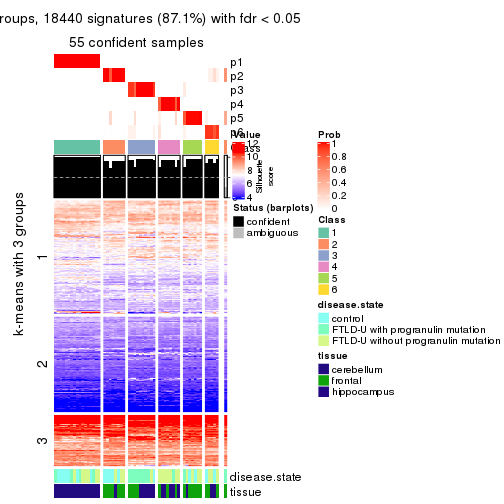 roups, 18440 signatures (87.1%) with fdr < 0.05
55 confident samples
p1
p2
p3
p4
p5
Class
Value
12
10
8
6
4
Silhouette
score
Status (barplots)
confident
ambiguous
Prob
1
0.8
0.6
0.4
0.2
0
Class
1
2
3
4
5
6
disease.state
control
FTLD-U with progranulin mutation
FTLD-U without progranulin mutation
tissue
cerebellum
frontal
hippocampus
k-means with 3 groups
1
2
3
disease.state
tissue